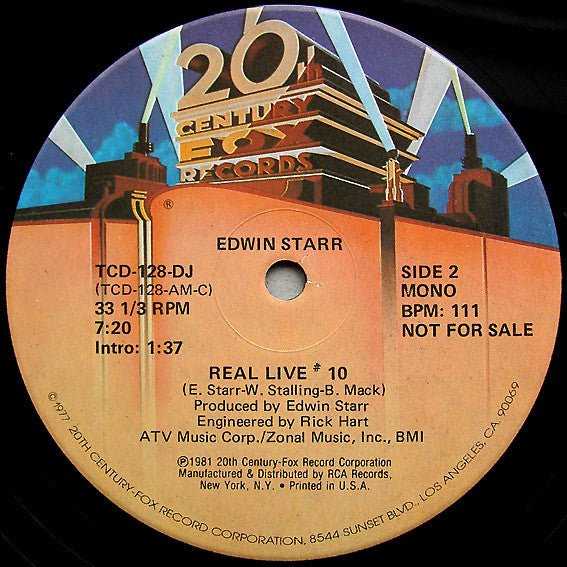 20th
CENTURY
FOX
RECORDS
®
EDWIN STARR
TCD-128-DJ
(TCD-128-AM-C)
33 1/3 RPM
7:20
Intro: 1:37
SIDE 2
MONO
BPM: 111
NOT FOR SALE
REAL LIVE # 10
(E. Starr-W. Stalling-B. Mack)
Produced by Edwin Starr
Engineered by Rick Hart
ATV Music Corp./Zonal Music, Inc., BMI
℗1981 20th Century-Fox Record Corporation
Manufactured & Distributed by RCA Records,
New York, N.Y. • Printed in U.S.A.
©1977 20TH CENTURY-FOX RECORD CORPORATION, 8544 SUNSET BLVD., LOS ANGELES, CA. 90069